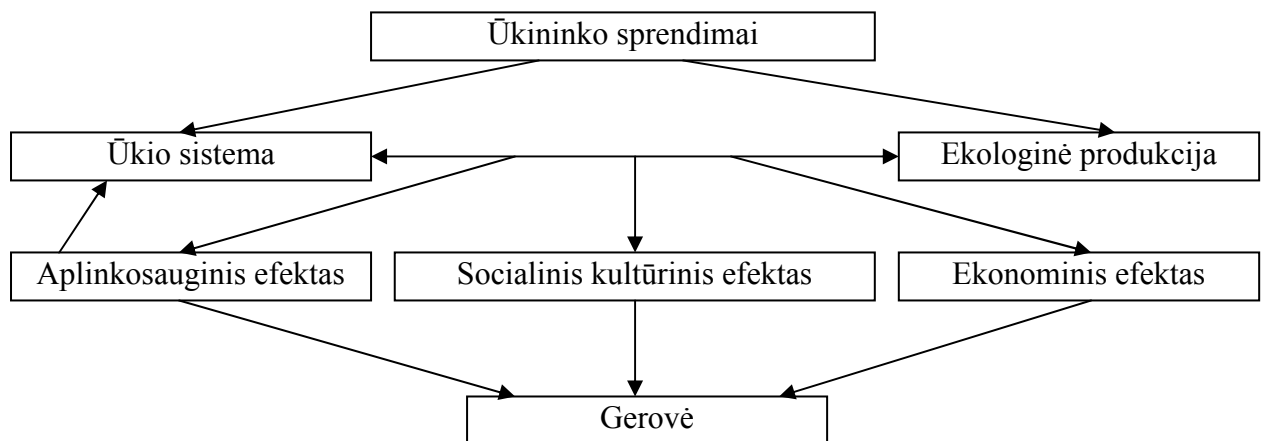 Ūkininko sprendimai
Ūkio sistema
Ekologinė produkcija
Aplinkosauginis efektas
Socialinis kultūrinis efektas
Ekonominis efektas
Gerovė